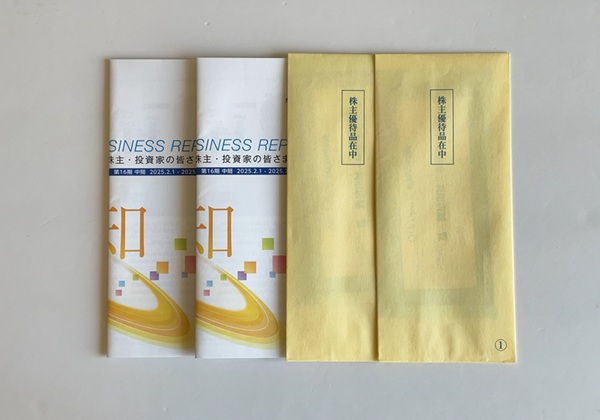 SINESS REP
株主・投資家の皆さ
第16期 中間 2025.2.1 - 2025
知
SINESS REP
株主・投資家の皆さま
第16期 中間 2025.2.1 - 2025.
知
株主優待品在中
株主優待品在中
①